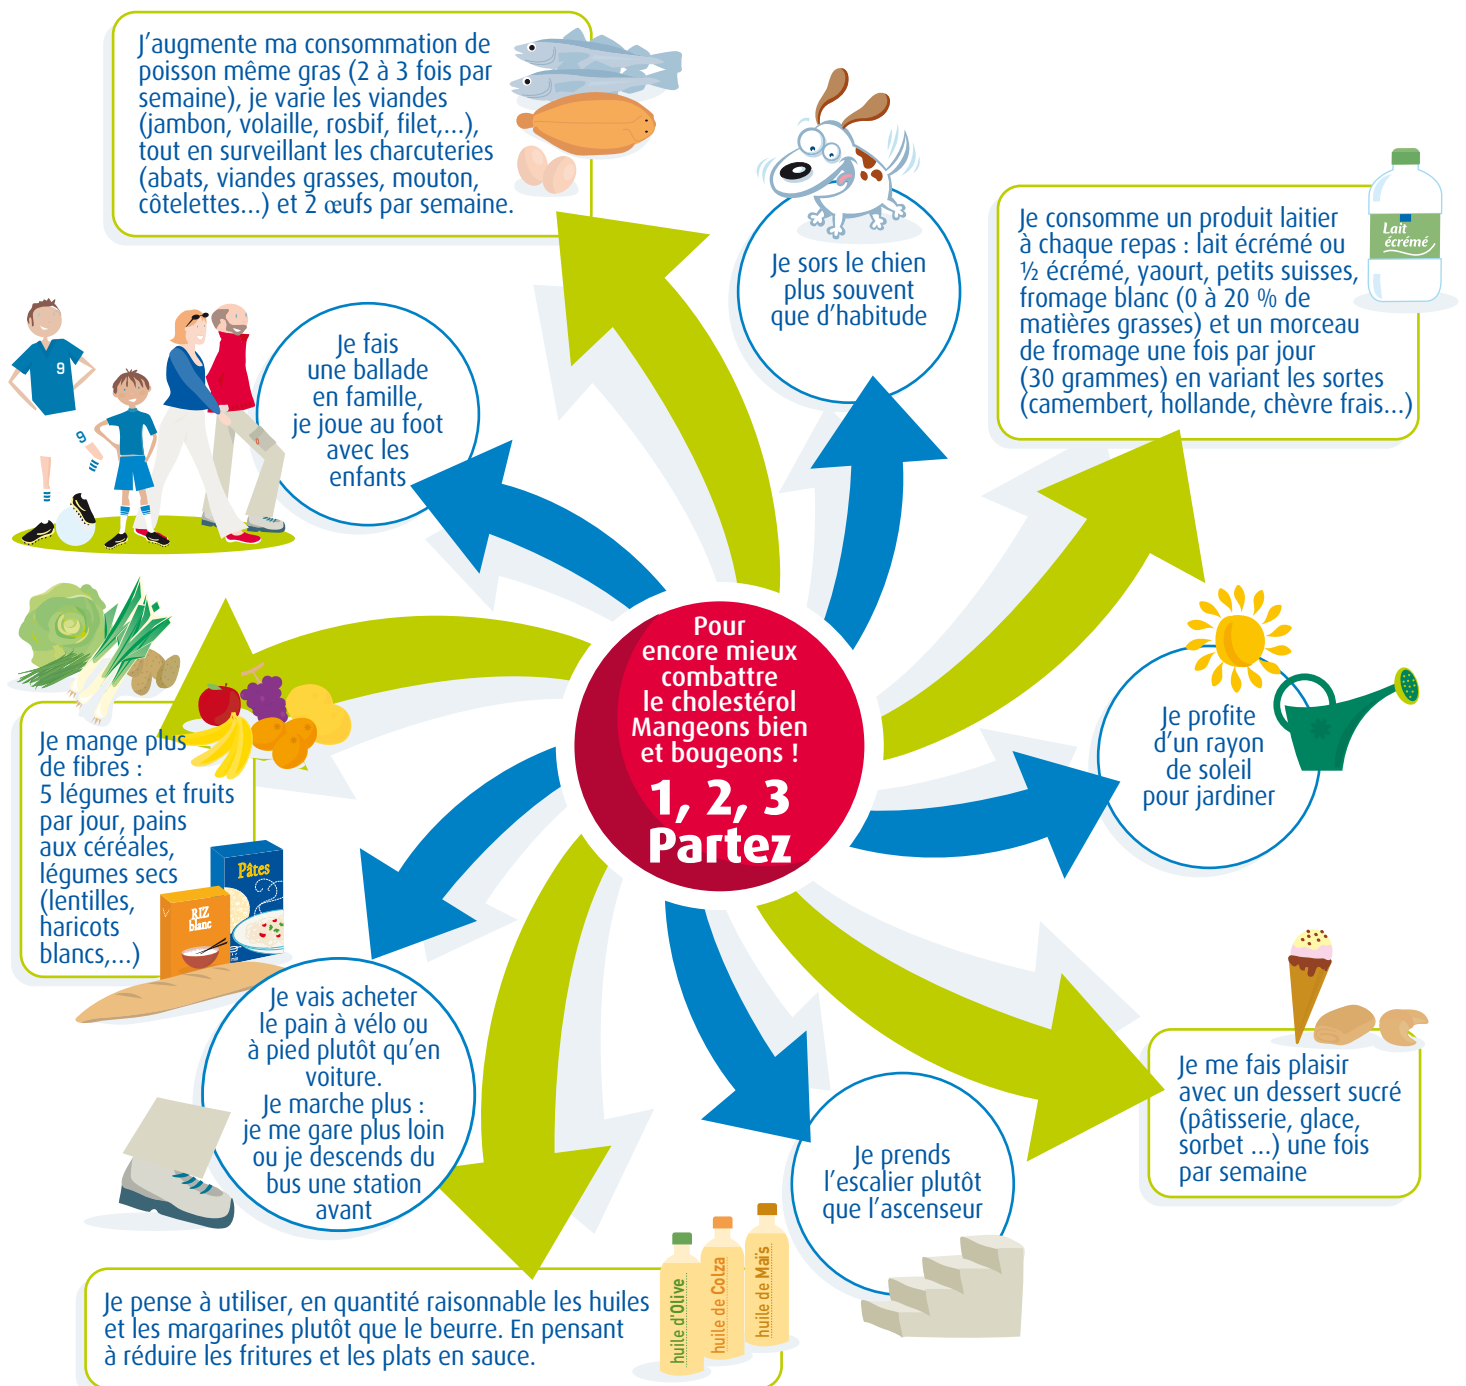 J'augmente ma consommation de
poisson même gras (2 à 3 fois par
semaine), je varie les viandes
(jambon, volaille, rosbif, filet,...),
tout en surveillant les charcuteries
(abats, viandes grasses, mouton,
côtelettes...) et 2 œufs par semaine.
Je sors le chien
plus souvent
que d'habitude
Je consomme un produit laitier
à chaque repas : lait écrémé ou
½ écrémé, yaourt, petits suisses,
fromage blanc (0 à 20 % de
matières grasses) et un morceau
de fromage une fois par jour
(30 grammes) en variant les sortes
(camembert, hollande, chèvre frais...)
Lait
écrémé
Je fais
une ballade
en famille,
je joue au foot
avec les
enfants
9
9
Pour
encore mieux
combattre
le cholestérol
Mangeons bien
et bougeons !
1, 2, 3
Partez
Je profite
d'un rayon
de soleil
pour jardiner
Je mange plus
de fibres :
5 légumes et fruits
par jour, pains
aux céréales,
légumes secs
(lentilles,
haricots
blancs,...)
Pâtes
RIZ
blanc
Je vais acheter
le pain à vélo ou
à pied plutôt qu'en
voiture.
Je marche plus :
je me gare plus loin
ou je descends du
bus une station
avant
Je me fais plaisir
avec un dessert sucré
(pâtisserie, glace,
sorbet ...) une fois
par semaine
Je prends
l'escalier plutôt
que l'ascenseur
Je pense à utiliser, en quantité raisonnable les huiles
et les margarines plutôt que le beurre. En pensant
à réduire les fritures et les plats en sauce.
huile d'Olive
huile de Colza
huile de Maïs